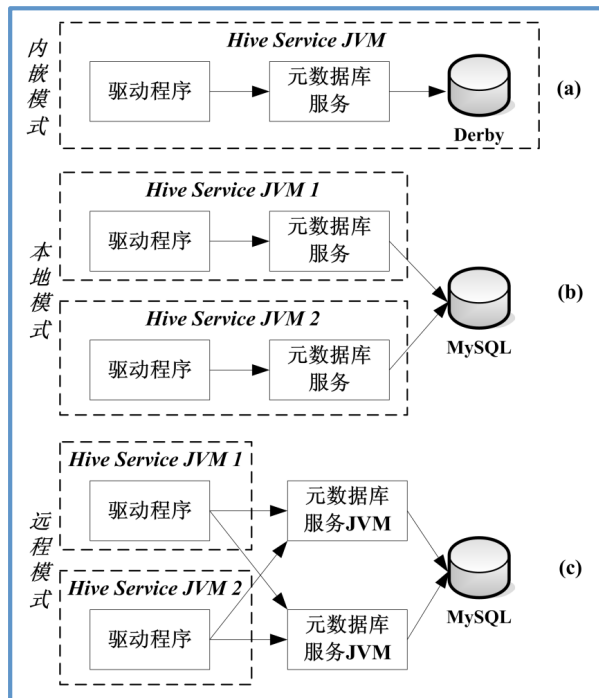 内嵌模式
Hive Service JVM
驱动程序
元数据库
服务
Derby
(a)
本地模式
Hive Service JVM 1
驱动程序
元数据库
服务
Hive Service JVM 2
驱动程序
元数据库
服务
MySQL
(b)
远程模式
Hive Service JVM 1
驱动程序
元数据库
服务JVM
Hive Service JVM 2
驱动程序
元数据库
服务JVM
MySQL
(c)